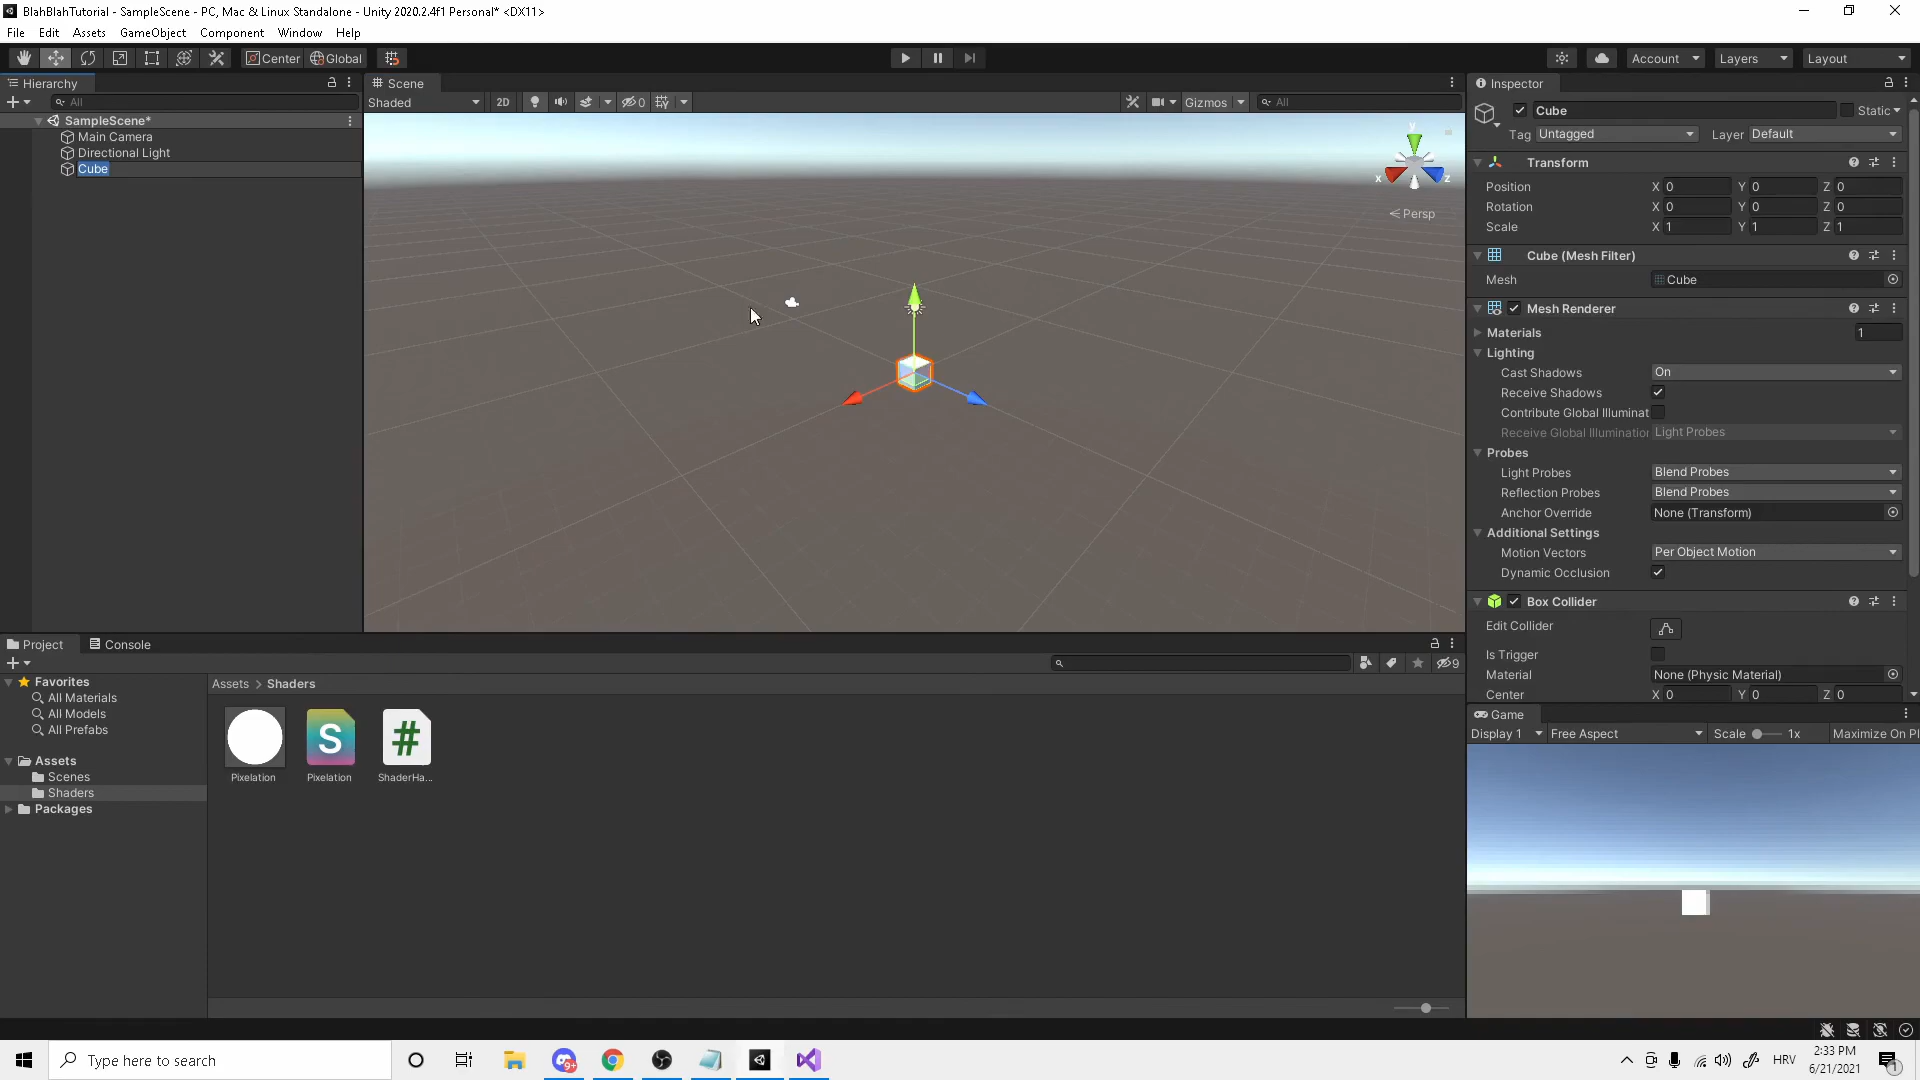 BlahBlahTutorial - SampleScene - PC, Mac & Linux Standalone - Unity 2020.2.4f1 Personal* <DX11>
File Edit Assets GameObject Component Window Help
Center Global Account Layers Layout
Hierarchy
All
SampleScene*
Main Camera
Directional Light
Cube
Scene
Shaded 2D 0 Gizmos All
y
x z
Persp
Inspector
Cube Static
Tag Untagged Layer Default
Transform
Position X 0 Y 0 Z 0
Rotation X 0 Y 0 Z 0
Scale X 1 Y 1 Z 1
Cube (Mesh Filter)
Mesh Cube
Mesh Renderer
Materials 1
Lighting
Cast Shadows On
Receive Shadows
Contribute Global Illuminat
Receive Global Illumination Light Probes
Probes
Light Probes Blend Probes
Reflection Probes Blend Probes
Anchor Override None (Transform)
Additional Settings
Motion Vectors Per Object Motion
Dynamic Occlusion
Box Collider
Edit Collider
Is Trigger
Material None (Physic Material)
Center X 0 Y 0 Z 0
Game
Display 1 Free Aspect Scale 1x Maximize On Pl
Project Console
9
Favorites
All Materials
All Models
All Prefabs
Assets
Scenes
Shaders
Packages
Assets > Shaders
S #
Pixelation Pixelation ShaderHa...
Type here to search
9+
HRV
2:33 PM
6/21/2021
1